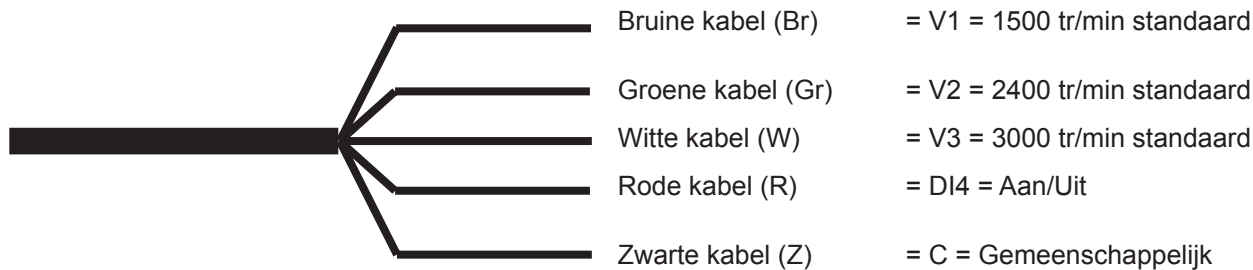 Bruine kabel (Br) = V1 = 1500 tr/min standaard
Groene kabel (Gr) = V2 = 2400 tr/min standaard
Witte kabel (W) = V3 = 3000 tr/min standaard
Rode kabel (R) = DI4 = Aan/Uit
Zwarte kabel (Z) = C = Gemeenschappelijk